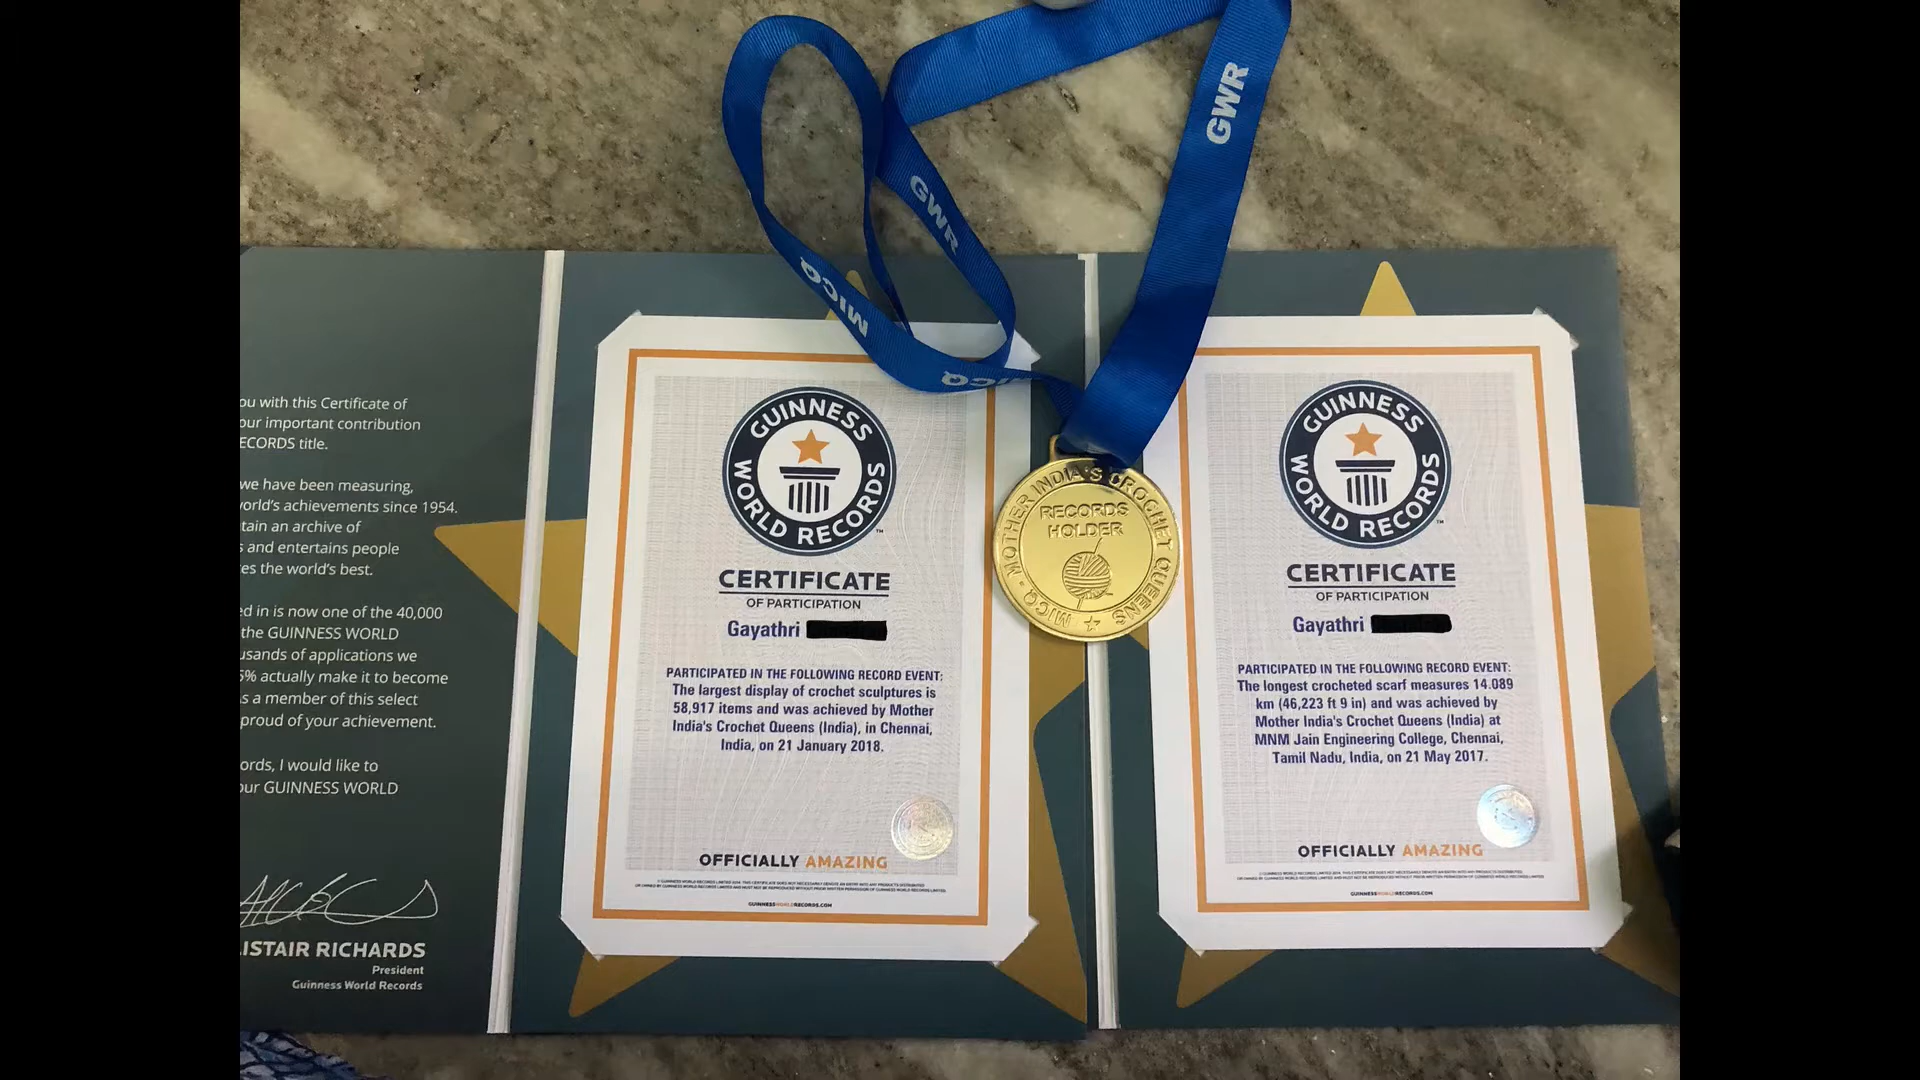 GWR
GWR
MICQ
MICQ
ou with this Certificate of
our important contribution
ECORDS title.
we have been measuring,
vorld's achievements since 1954.
tain an archive of
s and entertains people
es the world's best.
ed in is now one of the 40,000
the GUINNESS WORLD
usands of applications we
5% actually make it to become
s a member of this select
proud of your achievement.
ords, I would like to
our GUINNESS WORLD
ISTAIR RICHARDS
President
Guinness World Records
GUINNESS
WORLD RECORDS
CERTIFICATE
OF PARTICIPATION
Gayathri
PARTICIPATED IN THE FOLLOWING RECORD EVENT:
The largest display of crochet sculptures is
58,917 items and was achieved by Mother
India's Crochet Queens (India), in Chennai,
India, on 21 January 2018.
OFFICIALLY AMAZING
GUINNESSWORLDRECORDS.COM
MICQ - MOTHER INDIA'S CROCHET QUEENS
RECORDS
HOLDER
GUINNESS
WORLD RECORDS
CERTIFICATE
OF PARTICIPATION
Gayathri
PARTICIPATED IN THE FOLLOWING RECORD EVENT:
The longest crocheted scarf measures 14.089
km (46,223 ft 9 in) and was achieved by
Mother India's Crochet Queens (India) at
MNM Jain Engineering College, Chennai,
Tamil Nadu, India, on 21 May 2017.
OFFICIALLY AMAZING
GUINNESSWORLDRECORDS.COM